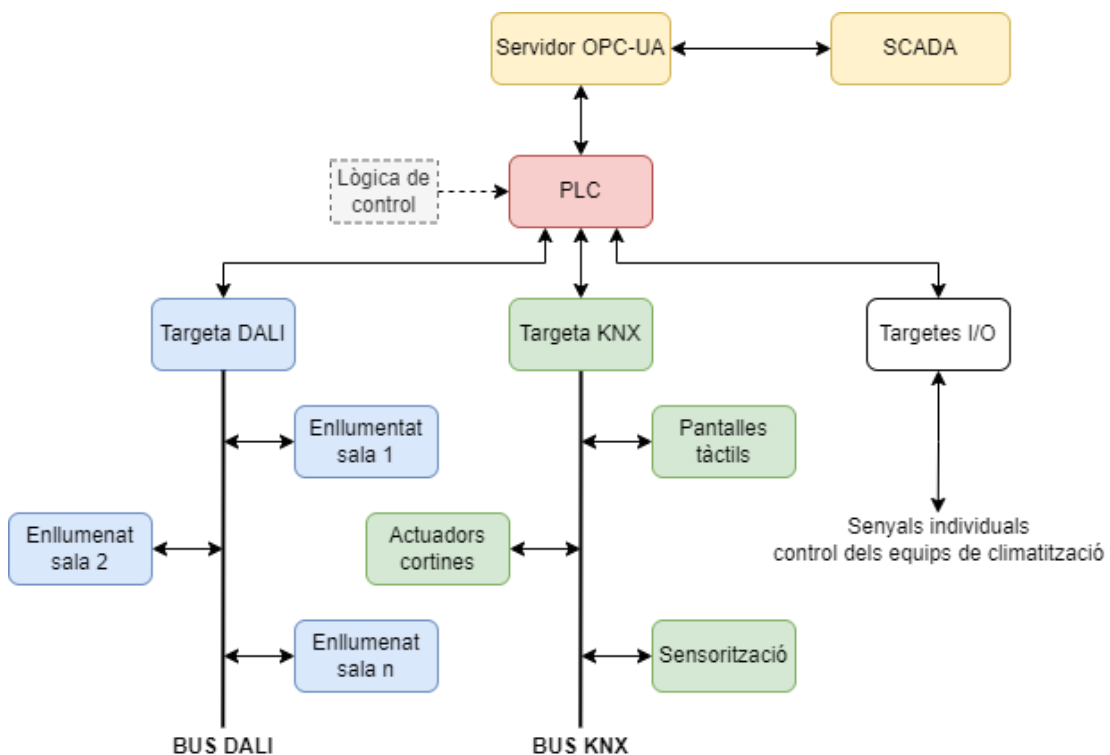 Servidor OPC-UA
SCADA
Lògica de
control
PLC
Targeta DALI
Targeta KNX
Targetes I/O
Enllumentat
sala 1
Pantalles
tàctils
Enllumenat
sala 2
Actuadors
cortines
Senyals individuals
control dels equips de climatització
Enllumenat
sala n
Sensorització
BUS DALI
BUS KNX